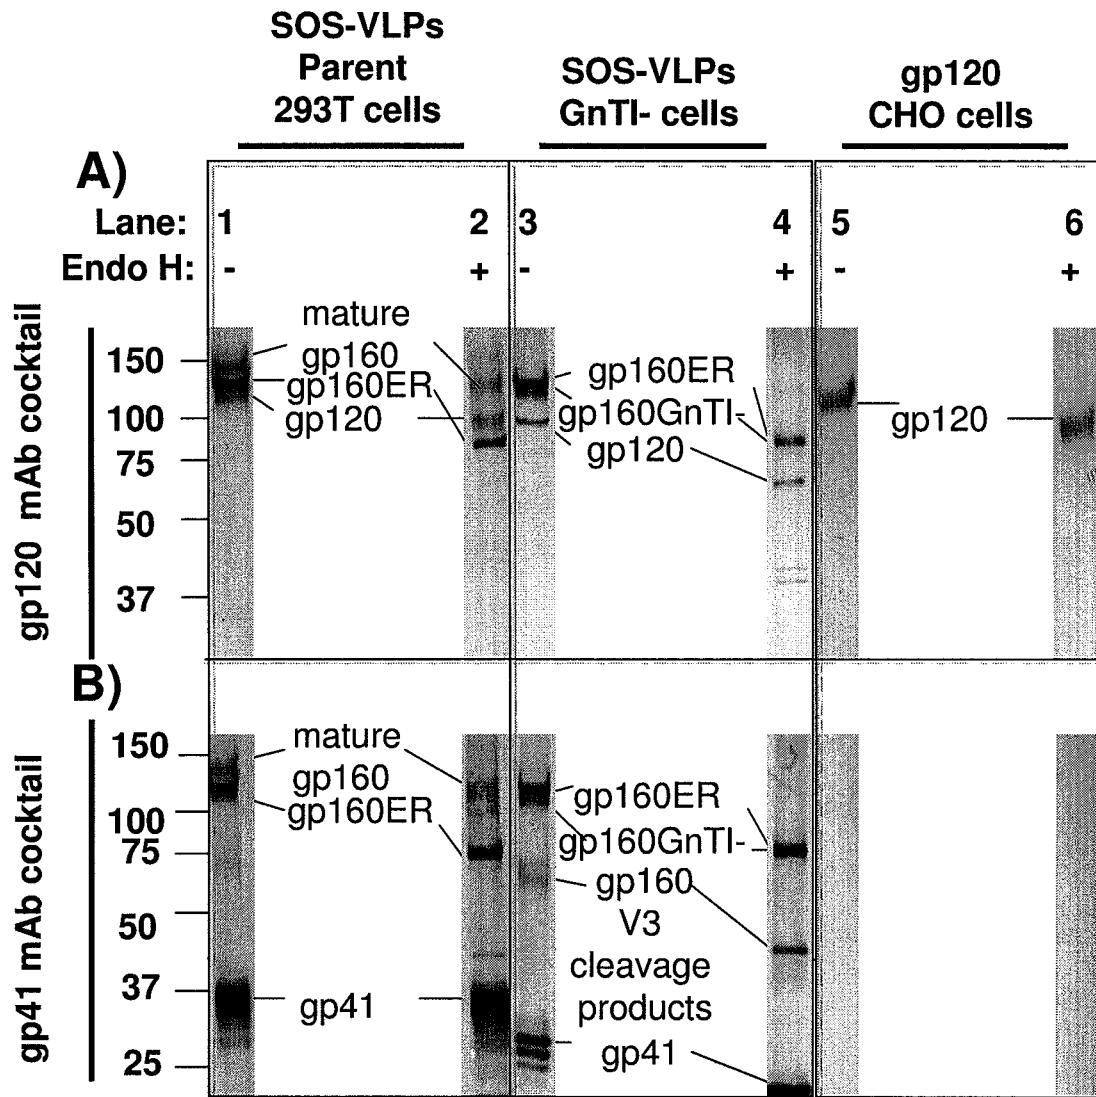 SOS-VLPs
Parent
293T cells
SOS-VLPs
GnTI- cells
gp120
CHO cells
A)
Lane: 1 2 3 4 5 6
Endo H: - + - + - +
gp120 mAb cocktail
150
100
75
50
37
mature
gp160
gp160ER
gp120
gp160ER
gp160GnTI-
gp120
gp120
B)
gp41 mAb cocktail
150
100
75
50
37
25
mature
gp160
gp160ER
gp41
gp160ER
gp160GnTI-
gp160
V3
cleavage
products
gp41